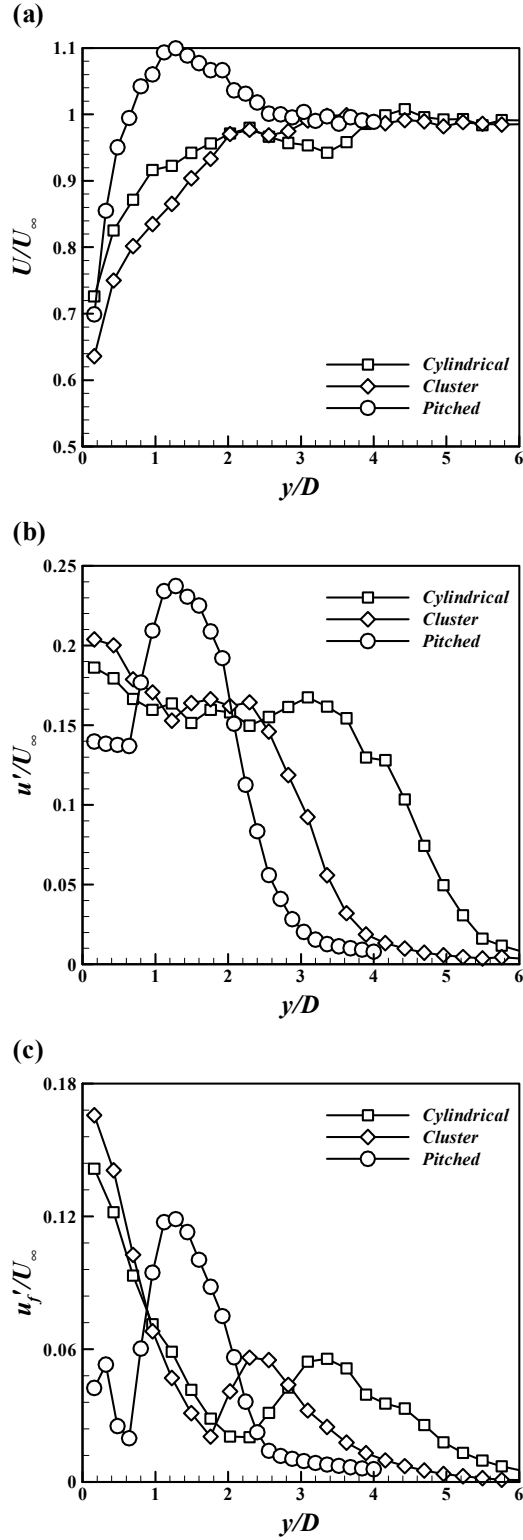 (a)
1.1
1
0.9
0.8
0.7
0.6
0.5
U/U∞
Cylindrical
Cluster
Pitched
0 1 2 3 4 5 6
y/D
(b)
0.25
0.2
0.15
0.1
0.05
0
u'/U∞
Cylindrical
Cluster
Pitched
0 1 2 3 4 5 6
y/D
(c)
0.18
0.12
0.06
0
u_f'/U∞
Cylindrical
Cluster
Pitched
0 1 2 3 4 5 6
y/D